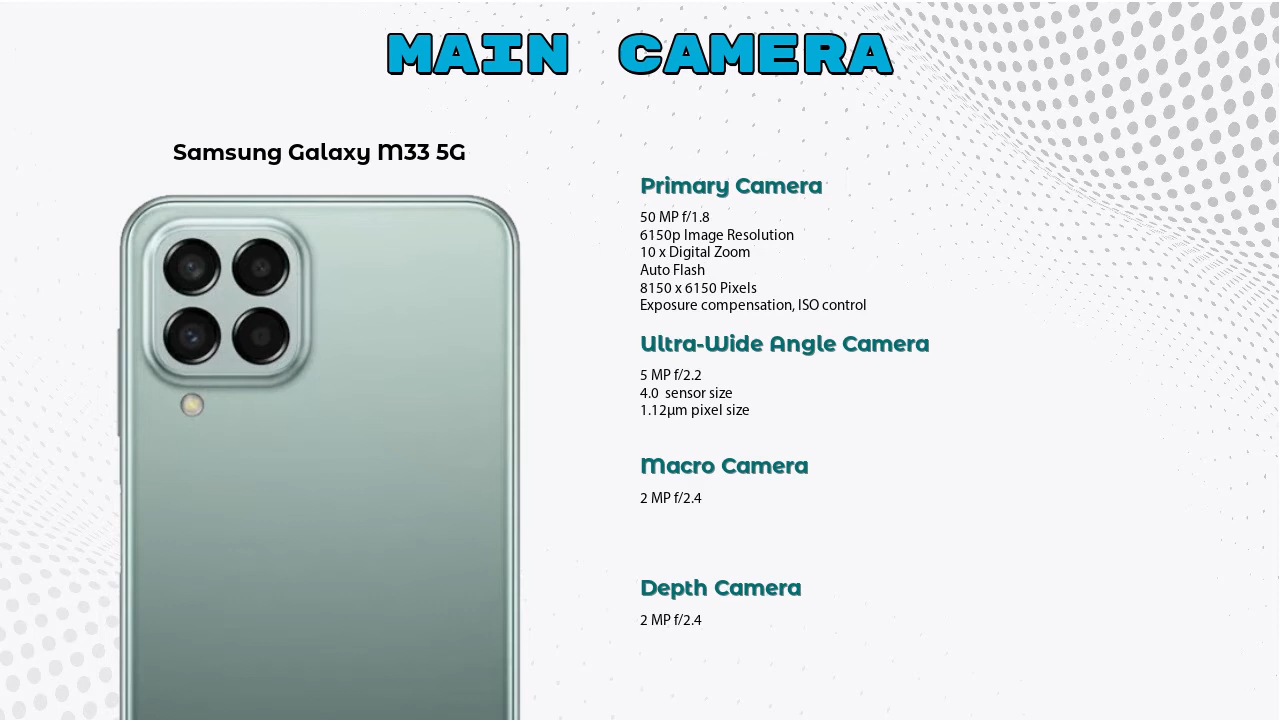 MAIN CAMERA
Samsung Galaxy M33 5G
Primary Camera
50 MP f/1.8
6150p Image Resolution
10 x Digital Zoom
Auto Flash
8150 x 6150 Pixels
Exposure compensation, ISO control
Ultra-Wide Angle Camera
5 MP f/2.2
4.0  sensor size
1.12µm pixel size
Macro Camera
2 MP f/2.4
Depth Camera
2 MP f/2.4